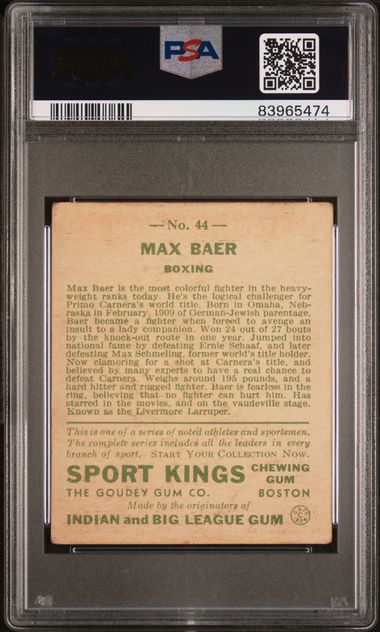 PSA
PSA
83965474
— No. 44 —
MAX BAER
BOXING
Max Baer is the most colorful fighter in the heavy-
weight ranks today. He's the logical challenger for
Primo Carnera's world title. Born in Omaha, Neb-
raska in February, 1909 of German-Jewish parentage,
Baer became a fighter when forced to avenge an
insult to a lady companion. Won 24 out of 27 bouts
by the knock-out route in one year. Jumped into
national fame by defeating Ernie Schaaf, and later
defeating Max Schmeling, former world's title holder.
Now clamoring for a shot at Carnera's title, and
believed by many experts to have a real chance to
defeat Carnera. Weighs around 195 pounds, and a
hard hitter and rugged fighter, Baer is fearless in the
ring, believing that no fighter can hurt him. Has
starred in the movies, and on the vaudeville stage.
Known as the Livermore Larruper.
This is one of a series of noted athletes and sportsmen.
The complete series includes all the leaders in every
branch of sport. START YOUR COLLECTION NOW.
SPORT KINGS CHEWING GUM
THE GOUDEY GUM CO. BOSTON
Made by the originators of
INDIAN and BIG LEAGUE GUM